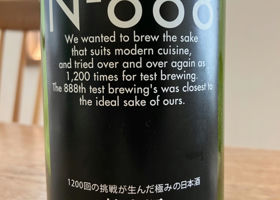 N-888
We wanted to brew the sake
that suits modern cuisine,
and tried over and over again as
1,200 times for test brewing.
The 888th test brewing's was closest to
the ideal sake of ours.
1200回の挑戦が生んだ極みの日本酒